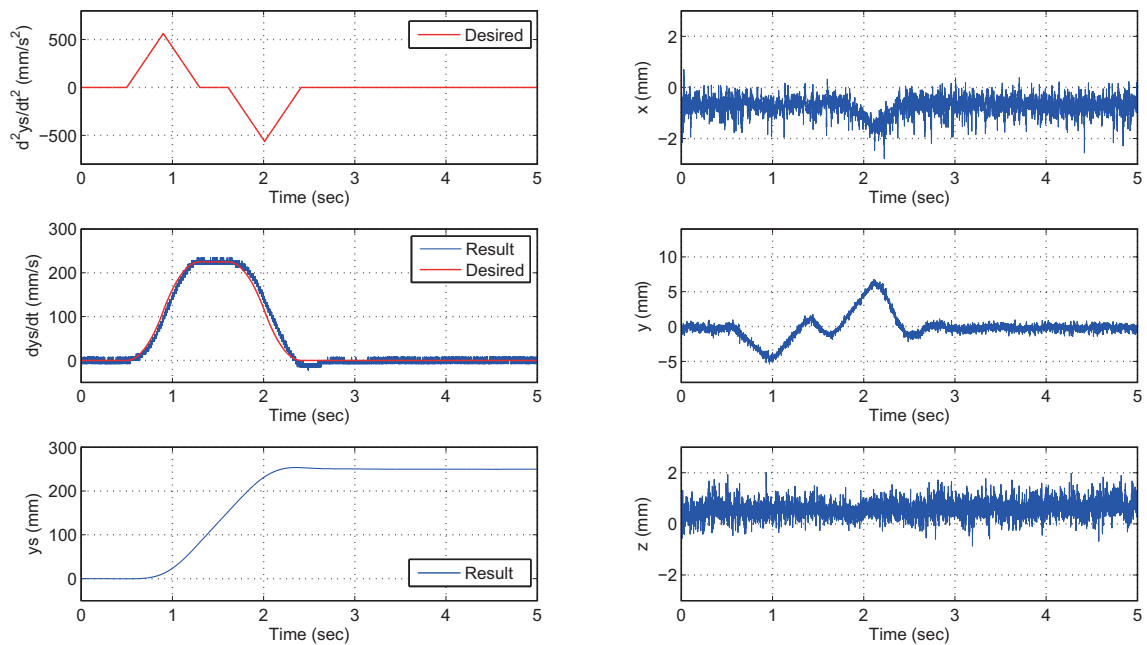 d²ys/dt² (mm/s²)
500
0
−500
Desired
0 1 2 3 4 5
Time (sec)
x (mm)
2
0
−2
0 1 2 3 4 5
Time (sec)
dys/dt (mm/s)
300
200
100
0
Result
Desired
0 1 2 3 4 5
Time (sec)
y (mm)
10
5
0
−5
0 1 2 3 4 5
Time (sec)
ys (mm)
300
200
100
0
Result
0 1 2 3 4 5
Time (sec)
z (mm)
2
0
−2
0 1 2 3 4 5
Time (sec)